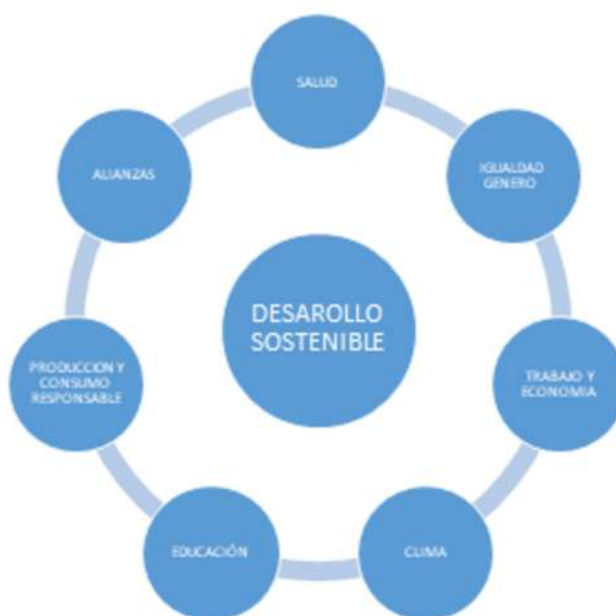 SALUD
IGUALDAD
GENERO
TRABAJO Y
ECONOMIA
CLIMA
EDUCACIÓN
PRODUCCION Y
CONSUMO
RESPONSABLE
ALIANZAS
DESAROLLO
SOSTENIBLE